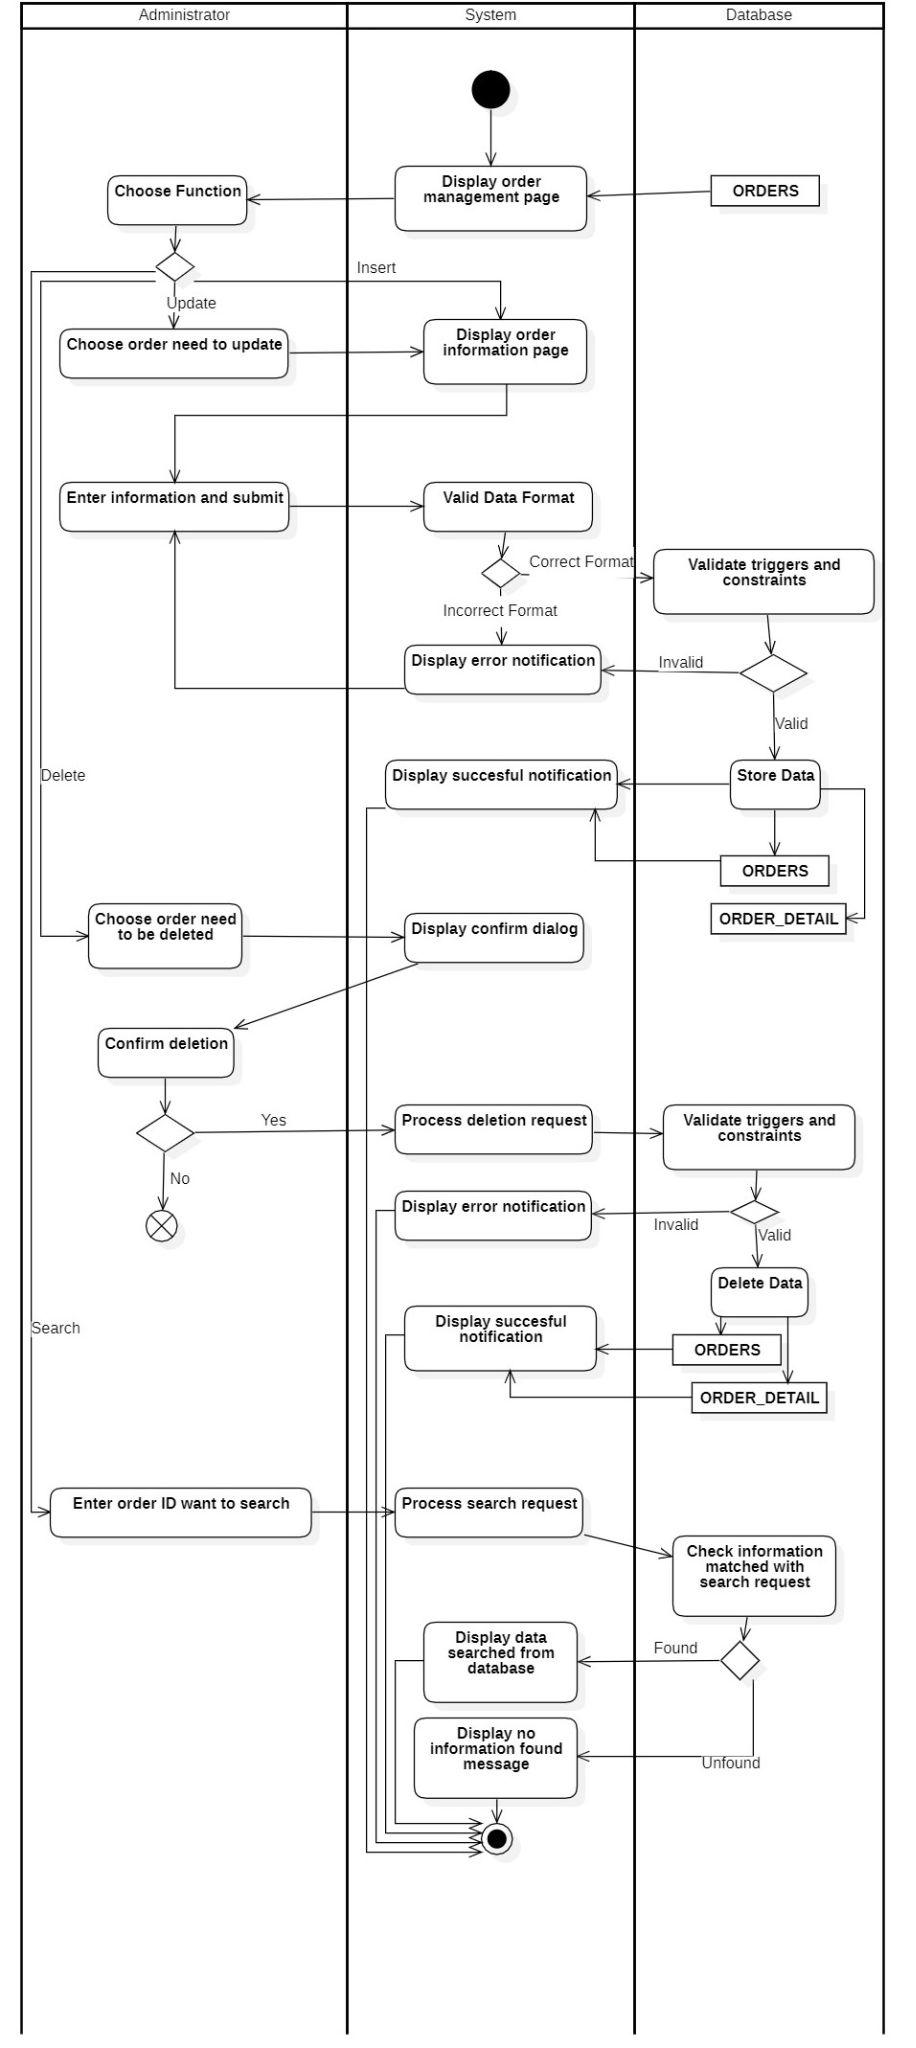 Administrator
System
Database
Display order
management page
ORDERS
Choose Function
Insert
Update
Choose order need to update
Display order
information page
Enter information and submit
Valid Data Format
Correct Format
Validate triggers and
constraints
Incorrect Format
Display error notification
Invalid
Valid
Delete
Display succesful notification
Store Data
ORDERS
ORDER_DETAIL
Choose order need
to be deleted
Display confirm dialog
Confirm deletion
Yes
Process deletion request
Validate triggers and
constraints
No
Display error notification
Invalid
Valid
Delete Data
Search
Display succesful
notification
ORDERS
ORDER_DETAIL
Enter order ID want to search
Process search request
Check information
matched with
search request
Display data
searched from
database
Found
Display no
information found
message
Unfound